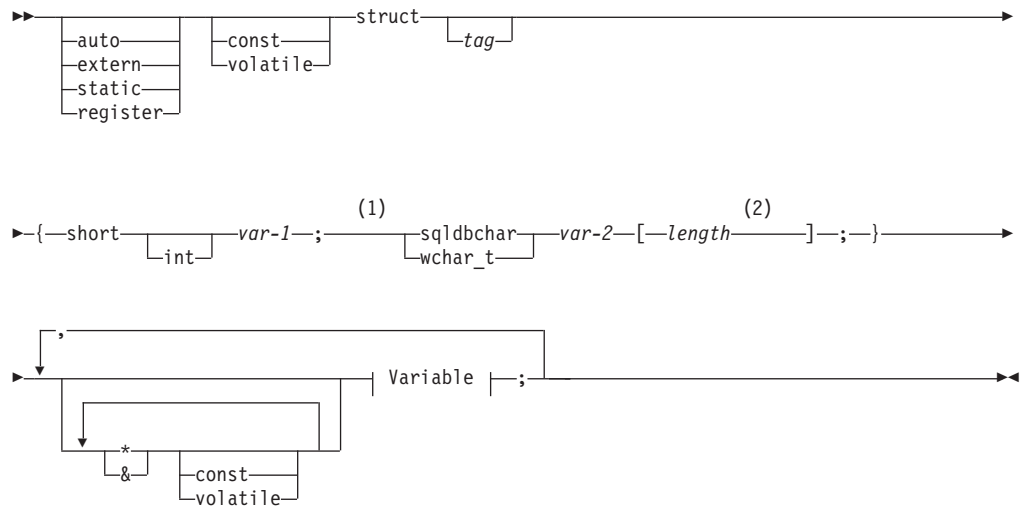 struct
auto const tag
extern volatile
static
register
(1) (2)
{ short var-1 ; sqldbchar var-2 [ length ] ; }
int wchar_t
,
Variable ;
*
& const
volatile